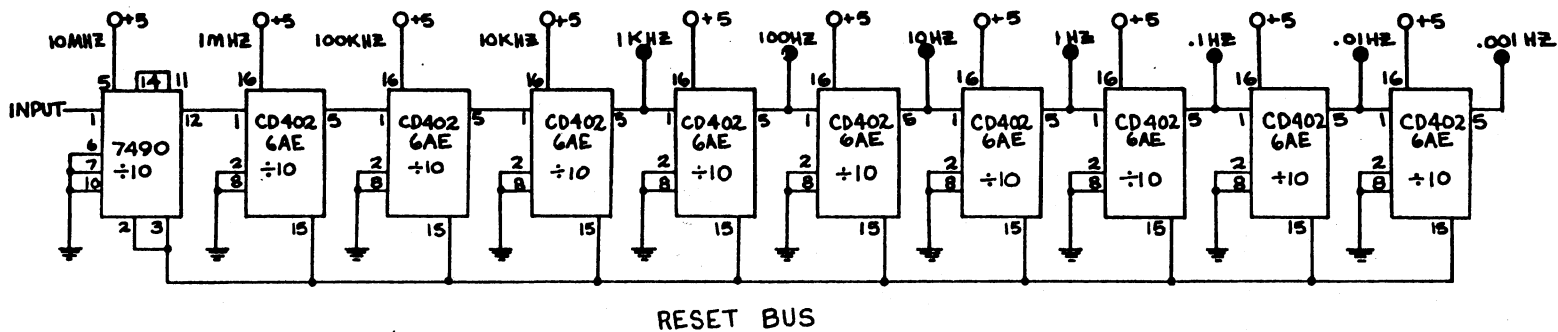 +5 +5 +5 +5 +5 +5 +5 +5 +5 +5
10MHZ 1MHZ 100KHZ 10KHZ 1KHZ 100HZ 10HZ 1HZ .1HZ .01HZ .001HZ
5 14 11 16 16 16 16 16 16 16 16 16
INPUT 1 12 1 5 1 5 1 5 1 5 1 5 1 5 1 5 1 5 1 5
7490 CD402 CD402 CD402 CD402 CD402 CD402 CD402 CD402 CD402
6AE 6AE 6AE 6AE 6AE 6AE 6AE 6AE 6AE
÷10 ÷10 ÷10 ÷10 ÷10 ÷10 ÷10 ÷10 +10 ÷10
6 2 2 2 2 2 2 2 2 2
7 8 8 8 8 8 8 8 8 8
10
2 3 15 15 15 15 15 15 15 15 15
RESET BUS